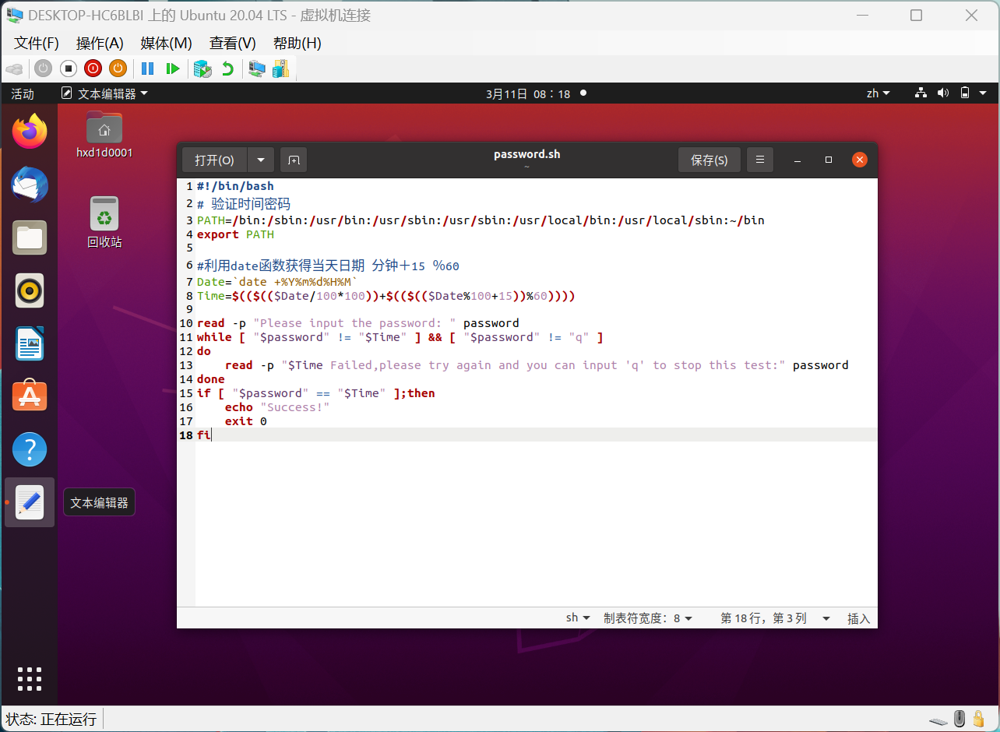 DESKTOP-HC6BLBI 上的 Ubuntu 20.04 LTS - 虚拟机连接
文件(F) 操作(A) 媒体(M) 查看(V) 帮助(H)
活动 文本编辑器 3月11日 08：18 zh
hxd1d0001
回收站
打开(O) password.sh 保存(S)
~
1 #!/bin/bash
2 # 验证时间密码
3 PATH=/bin:/sbin:/usr/bin:/usr/sbin:/usr/sbin:/usr/local/bin:/usr/local/sbin:~/bin
4 export PATH
5
6 #利用date函数获得当天日期 分钟＋15 ％60
7 Date=`date +%Y%m%d%H%M`
8 Time=$(($(($Date/100*100))+$(($(($Date%100+15))%60))))
9
10 read -p "Please input the password: " password
11 while [ "$password" != "$Time" ] && [ "$password" != "q" ]
12 do
13     read -p "$Time Failed,please try again and you can input 'q' to stop this test:" password
14 done
15 if [ "$password" == "$Time" ];then
16     echo "Success!"
17     exit 0
18 fi
文本编辑器
sh 制表符宽度：8 第 18 行，第 3 列 插入
状态: 正在运行